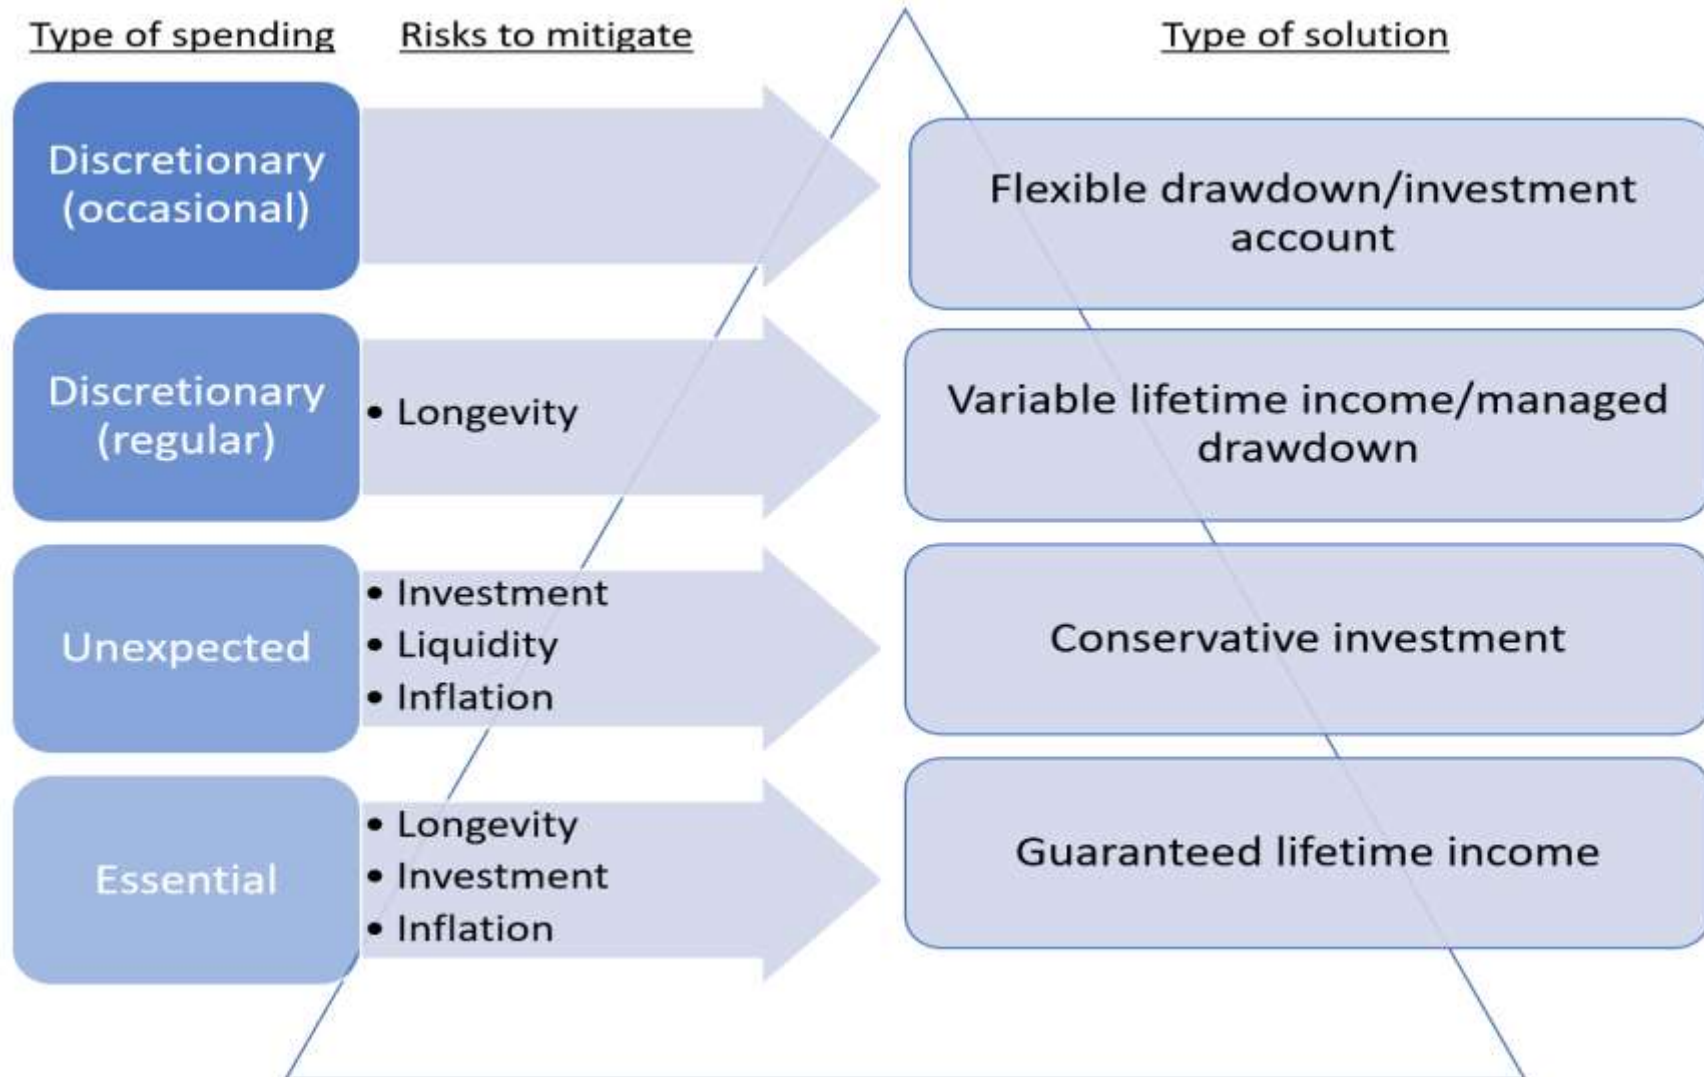 Type of spending
Risks to mitigate
Type of solution
Discretionary
(occasional)
Flexible drawdown/investment
account
Discretionary
(regular)
• Longevity
Variable lifetime income/managed
drawdown
Unexpected
• Investment
• Liquidity
• Inflation
Conservative investment
Essential
• Longevity
• Investment
• Inflation
Guaranteed lifetime income